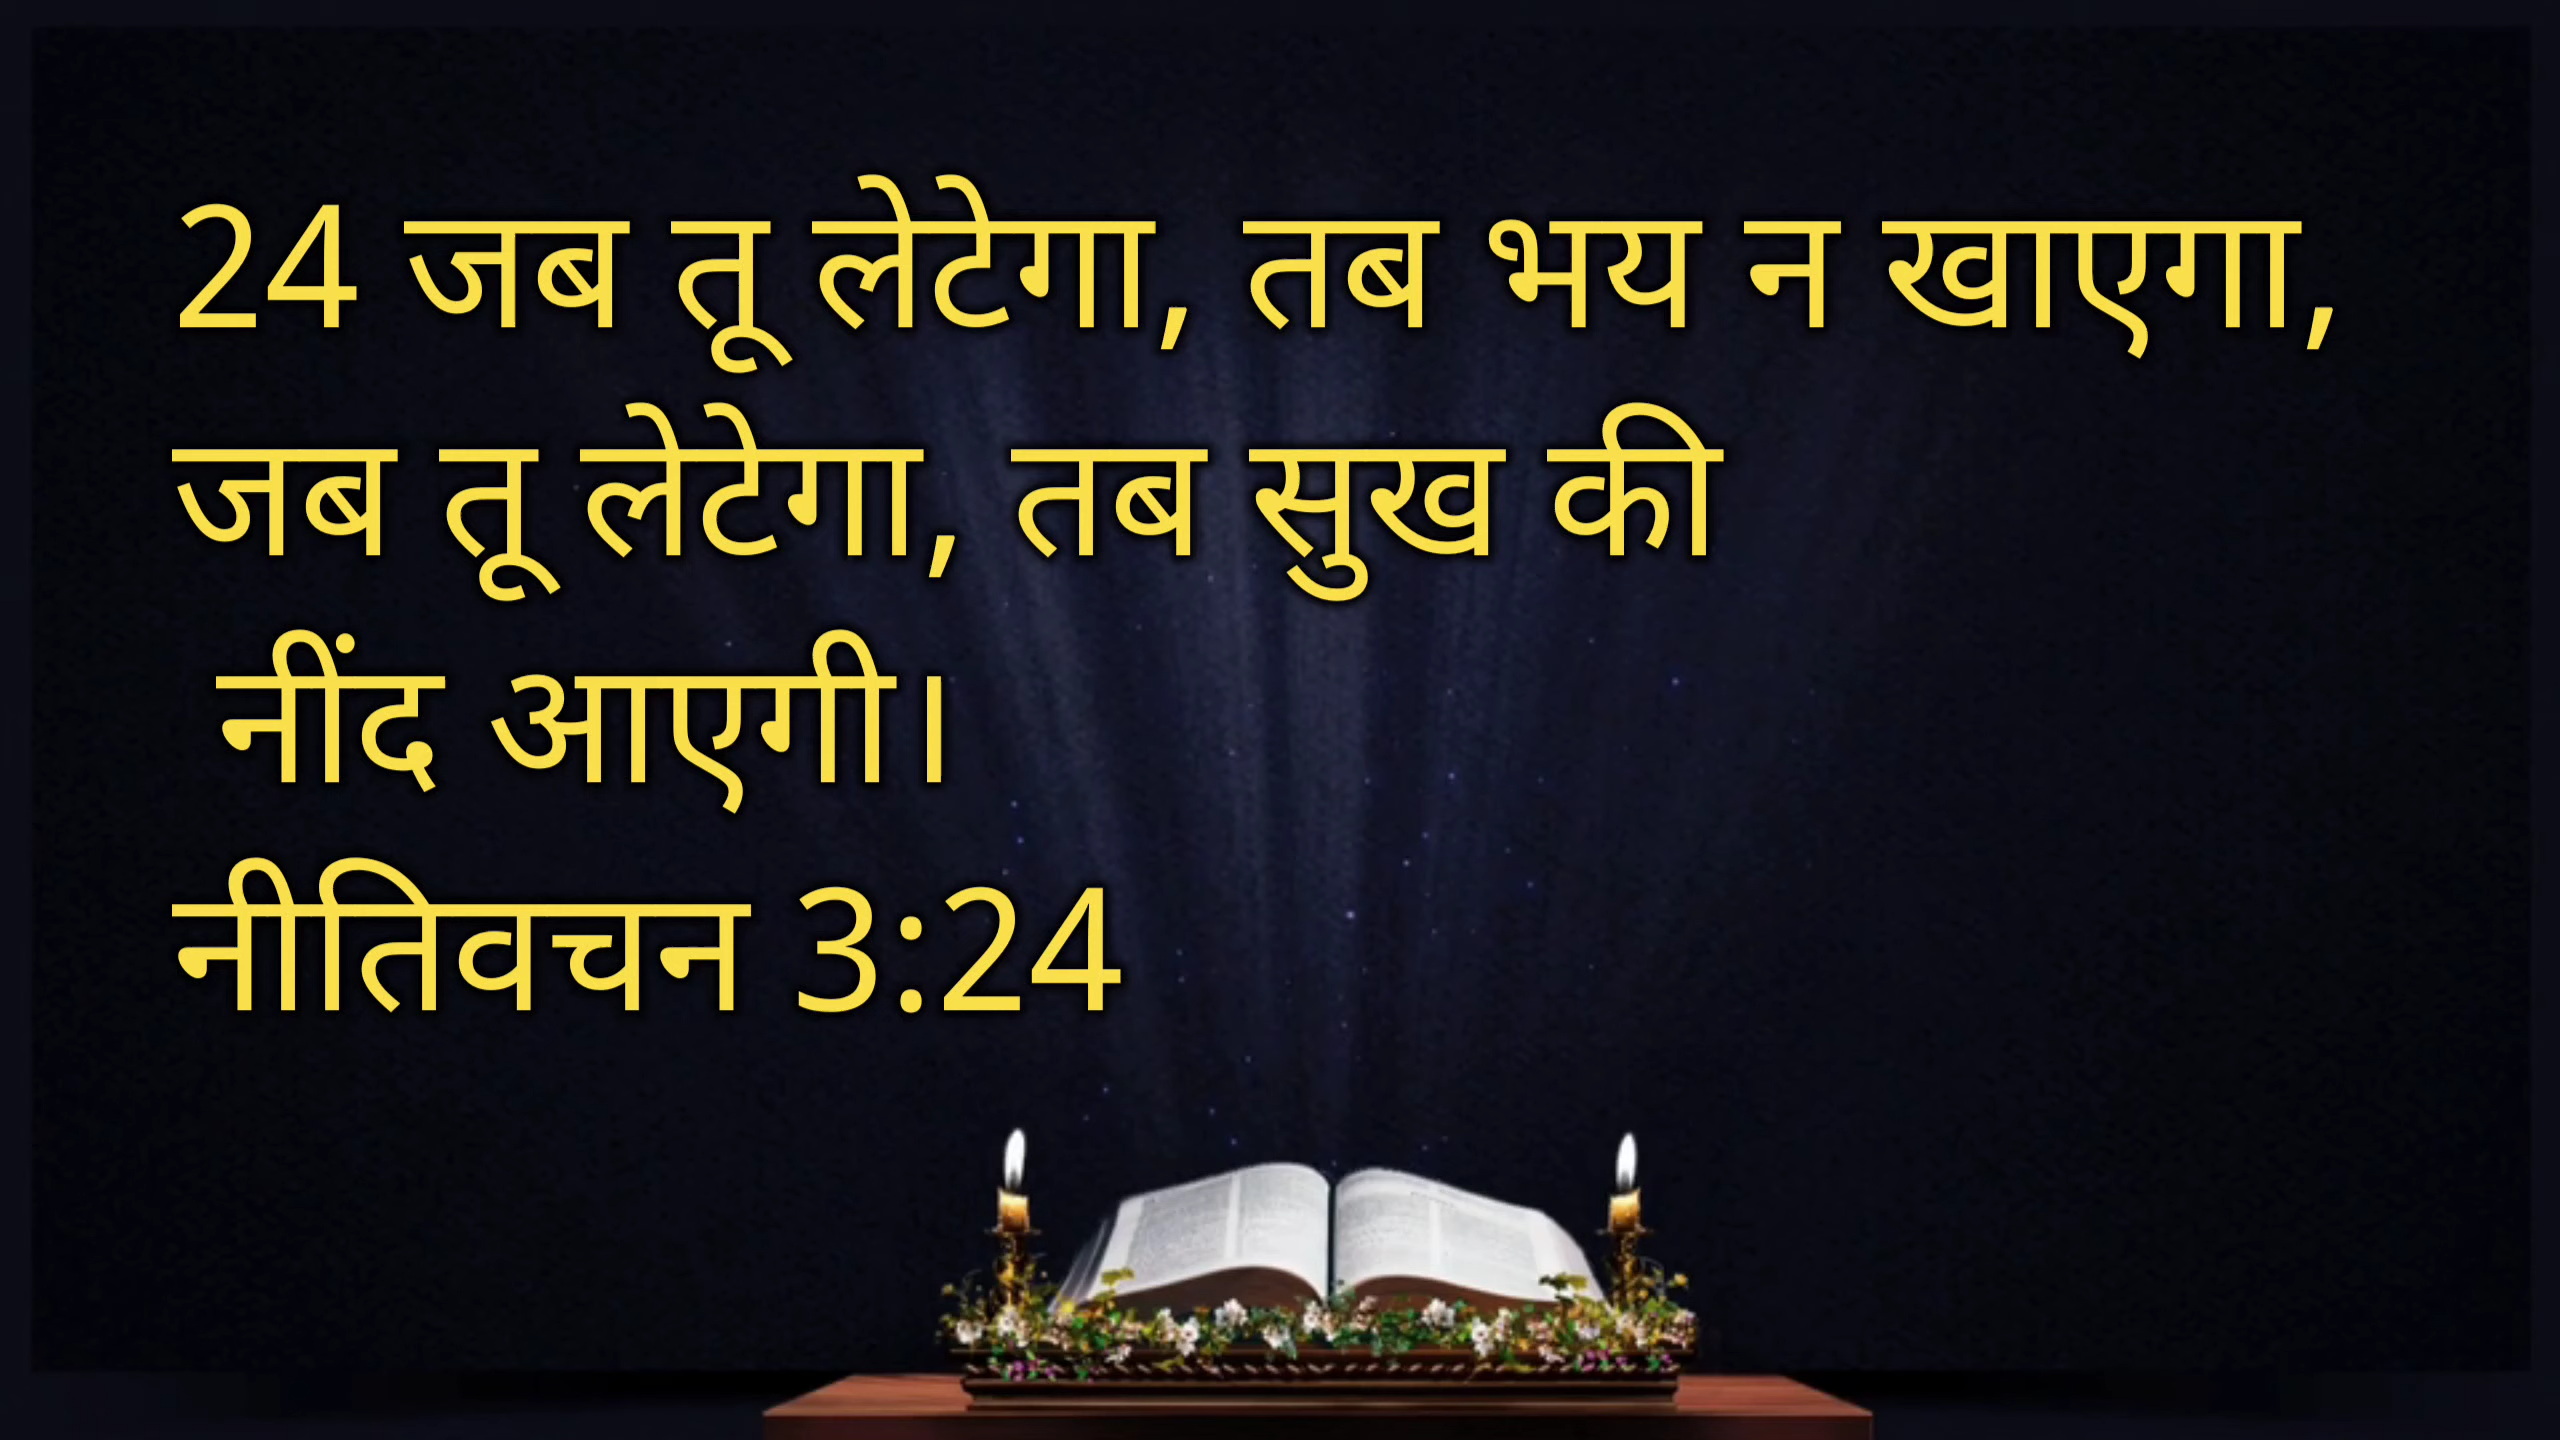 24 जब तू लेटेगा, तब भय न खाएगा,
जब तू लेटेगा, तब सुख की
नींद आएगी।
नीतिवचन 3:24